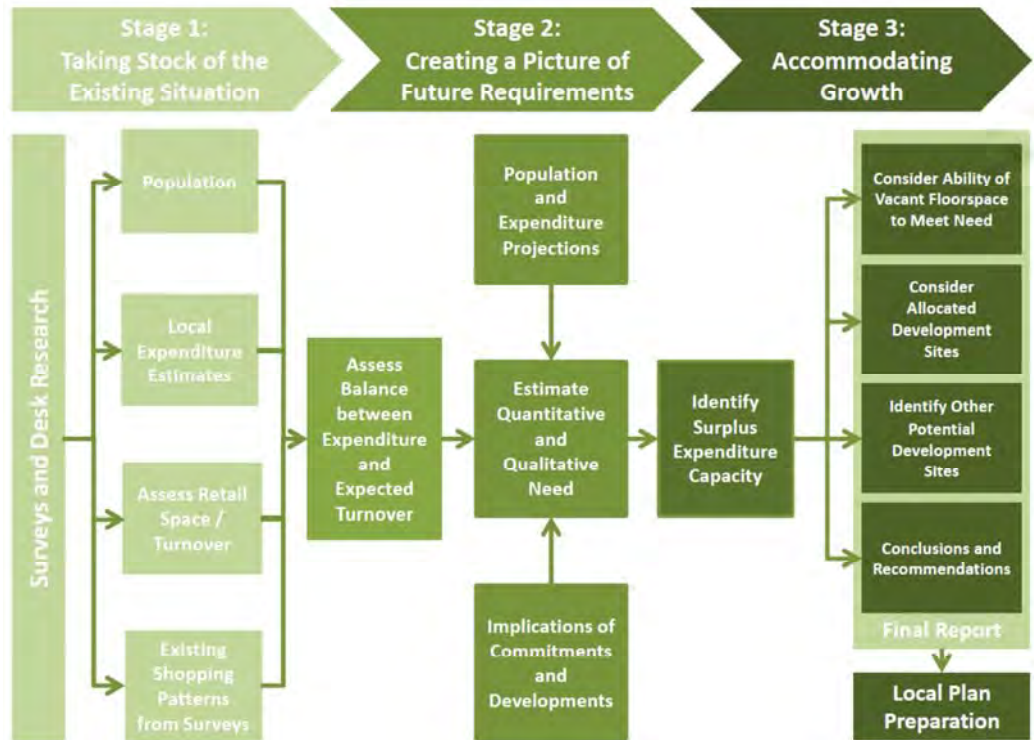 Stage 1:
Taking Stock of the
Existing Situation
Stage 2:
Creating a Picture of
Future Requirements
Stage 3:
Accommodating
Growth
Surveys and Desk Research
Population
Local
Expenditure
Estimates
Assess Retail
Space /
Turnover
Existing
Shopping
Patterns
from Surveys
Assess
Balance
between
Expenditure
and
Expected
Turnover
Population
and
Expenditure
Projections
Estimate
Quantitative
and
Qualitative
Need
Implications of
Commitments
and
Developments
Identify
Surplus
Expenditure
Capacity
Consider Ability of
Vacant Floorspace
to Meet Need
Consider
Allocated
Development
Sites
Identify Other
Potential
Development
Sites
Conclusions and
Recommendations
Final Report
Local Plan
Preparation